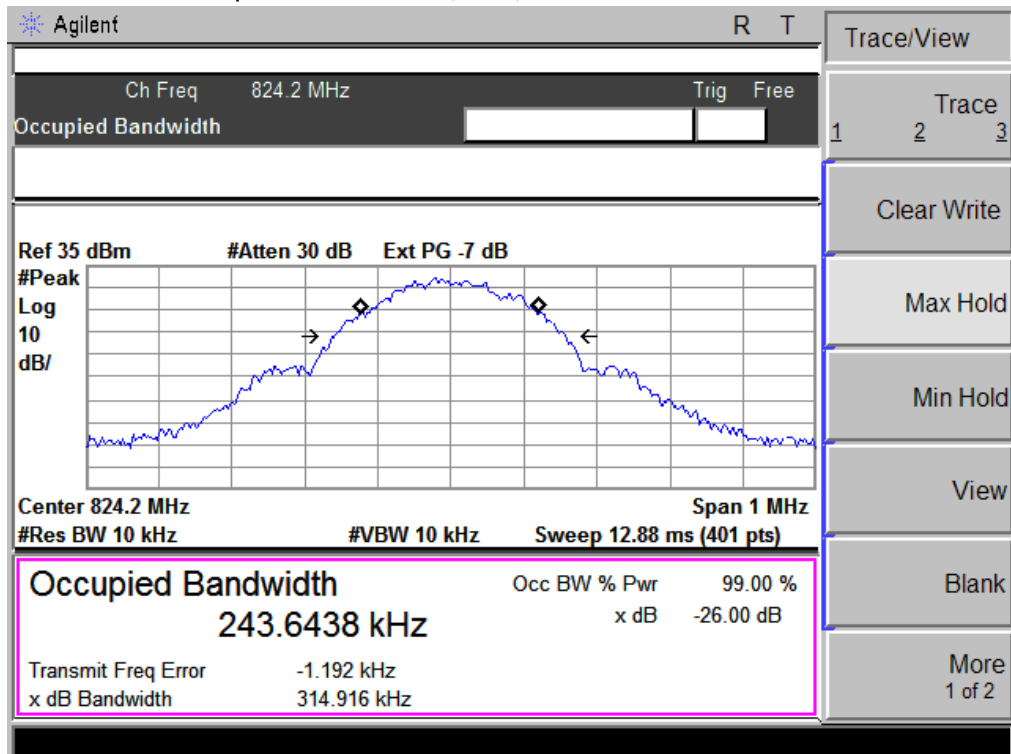 Agilent R T
Trace/View
Ch Freq 824.2 MHz Trig Free
Occupied Bandwidth
Trace
1 2 3
Clear Write
Ref 35 dBm #Atten 30 dB Ext PG -7 dB
#Peak
Log
10
dB/
Max Hold
Min Hold
Center 824.2 MHz Span 1 MHz
#Res BW 10 kHz #VBW 10 kHz Sweep 12.88 ms (401 pts)
View
Occupied Bandwidth Occ BW % Pwr 99.00 %
243.6438 kHz x dB -26.00 dB
Transmit Freq Error -1.192 kHz
x dB Bandwidth 314.916 kHz
Blank
More
1 of 2